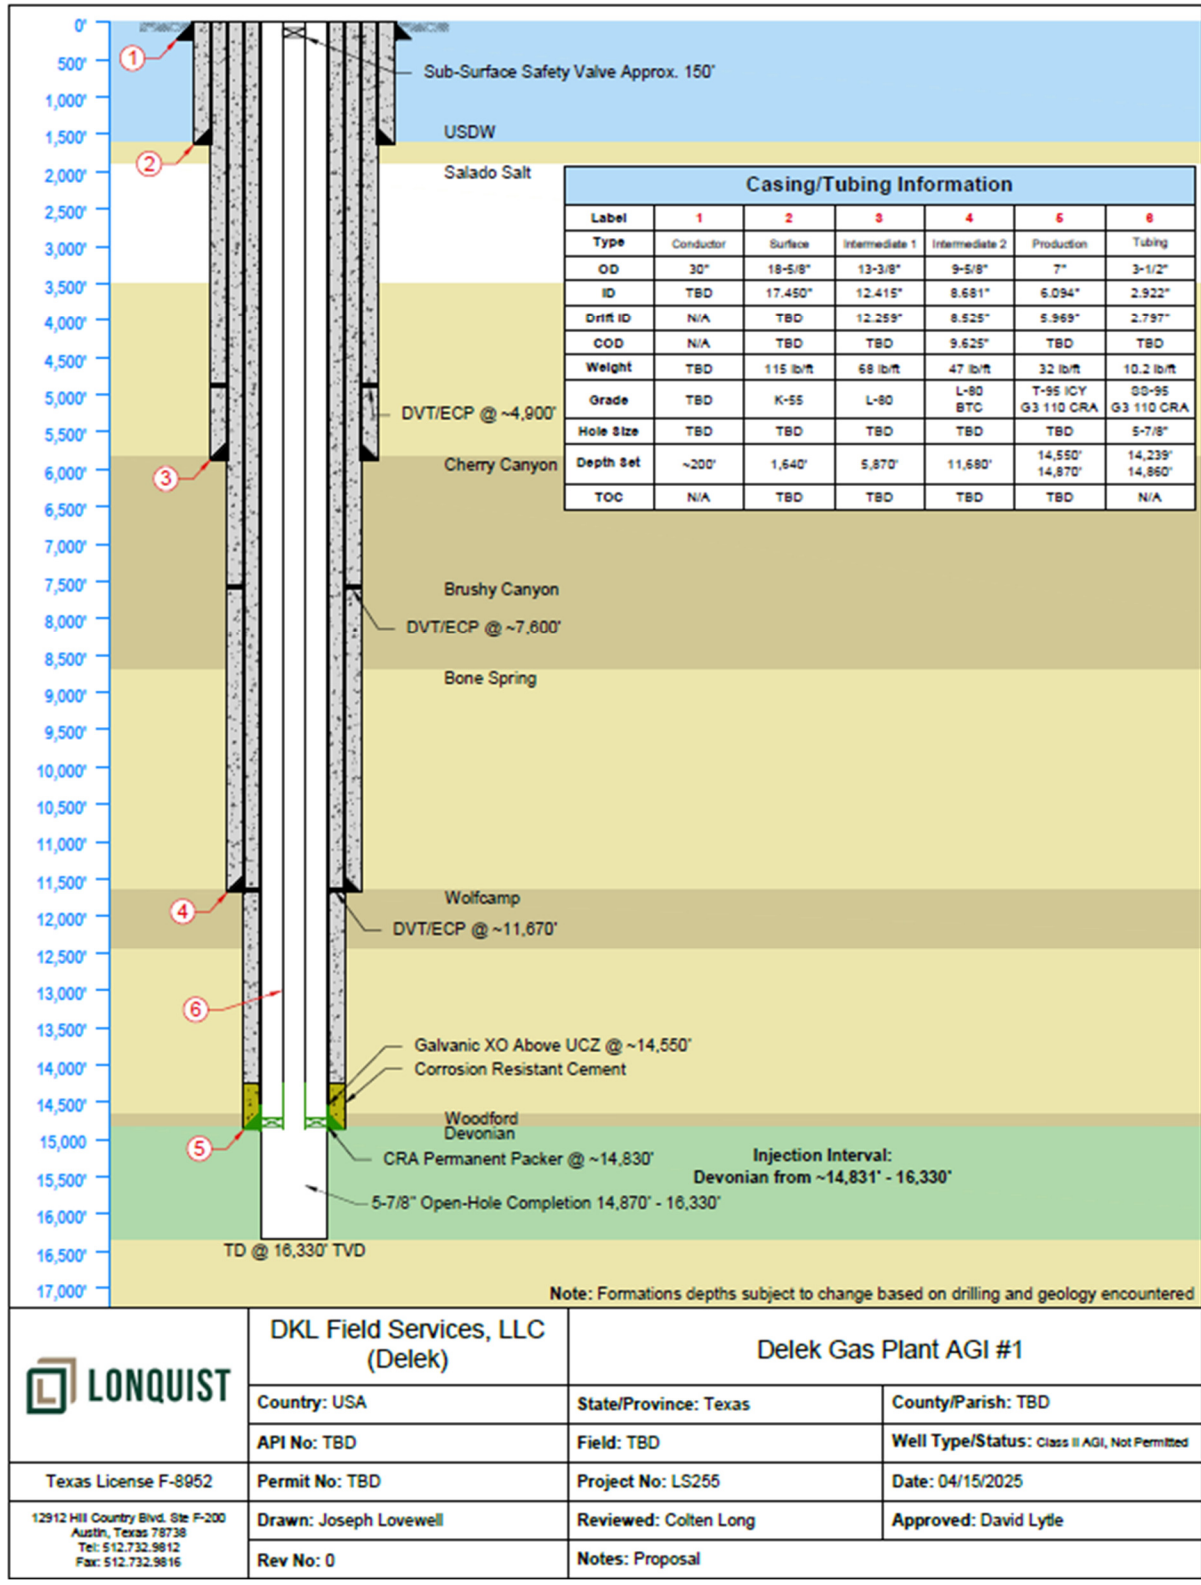 0'
500'
1,000'
1,500'
2,000'
2,500'
3,000'
3,500'
4,000'
4,500'
5,000'
5,500'
6,000'
6,500'
7,000'
7,500'
8,000'
8,500'
9,000'
9,500'
10,000'
10,500'
11,000'
11,500'
12,000'
12,500'
13,000'
13,500'
14,000'
14,500'
15,000
15,500'
16,000'
16,500'
17,000'
1
2
3
4
6
5
Sub-Surface Safety Valve Approx. 150'
USDW
Salado Salt
DVT/ECP @ ~4,900'
Cherry Canyon
Brushy Canyon
DVT/ECP @ ~7,600'
Bone Spring
Wolfcamp
DVT/ECP @ ~11,670'
Galvanic XO Above UCZ @ ~14,550'
Corrosion Resistant Cement
Woodford
Devonian
CRA Permanent Packer @ ~14,830'
Injection Interval:
Devonian from ~14,831' - 16,330'
5-7/8" Open-Hole Completion 14,870' - 16,330'
TD @ 16,330' TVD
Note: Formations depths subject to change based on drilling and geology encountered
Casing/Tubing Information
Label 1 2 3 4 5 6
Type Conductor Surface Intermediate 1 Intermediate 2 Production Tubing
OD 30" 18-5/8" 13-3/8" 9-5/8" 7" 3-1/2"
ID TBD 17.450" 12.415" 8.681" 6.094" 2.922"
Drift ID N/A TBD 12.259" 8.525" 5.969" 2.797"
COD N/A TBD TBD 9.625" TBD TBD
Weight TBD 115 lb/ft 68 lb/ft 47 lb/ft 32 lb/ft 10.2 lb/ft
Grade TBD K-55 L-80 L-80 BTC T-95 ICY G3 110 CRA SS-95 G3 110 CRA
Hole Size TBD TBD TBD TBD TBD 5-7/8"
Depth Set ~200' 1,640' 5,870' 11,680' 14,550' 14,870' 14,239' 14,860'
TOC N/A TBD TBD TBD TBD N/A
LONQUIST
DKL Field Services, LLC
(Delek)
Delek Gas Plant AGI #1
Country: USA
State/Province: Texas
County/Parish: TBD
API No: TBD
Field: TBD
Well Type/Status: Class II AGI, Not Permitted
Texas License F-8952
Permit No: TBD
Project No: LS255
Date: 04/15/2025
12912 Hill Country Blvd. Ste F-200
Austin, Texas 78738
Tel: 512.732.9812
Fax: 512.732.9816
Drawn: Joseph Lovewell
Reviewed: Colten Long
Approved: David Lytle
Rev No: 0
Notes: Proposal